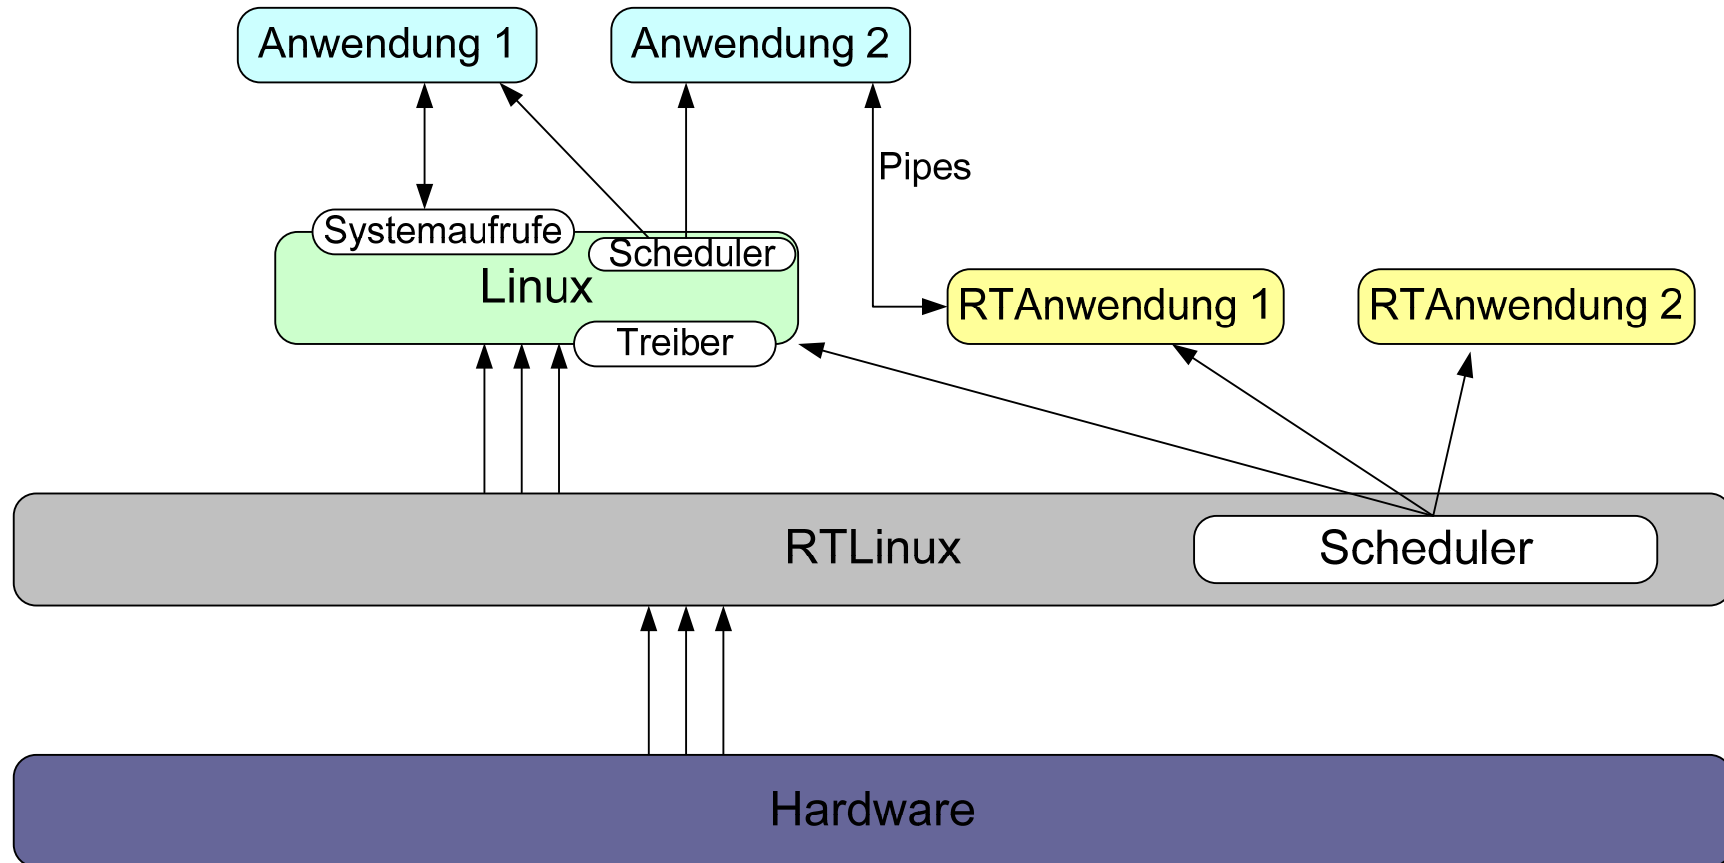 Anwendung 1
Anwendung 2
Pipes
Systemaufrufe
Scheduler
Linux
Treiber
RTAnwendung 1
RTAnwendung 2
RTLinux
Scheduler
Hardware